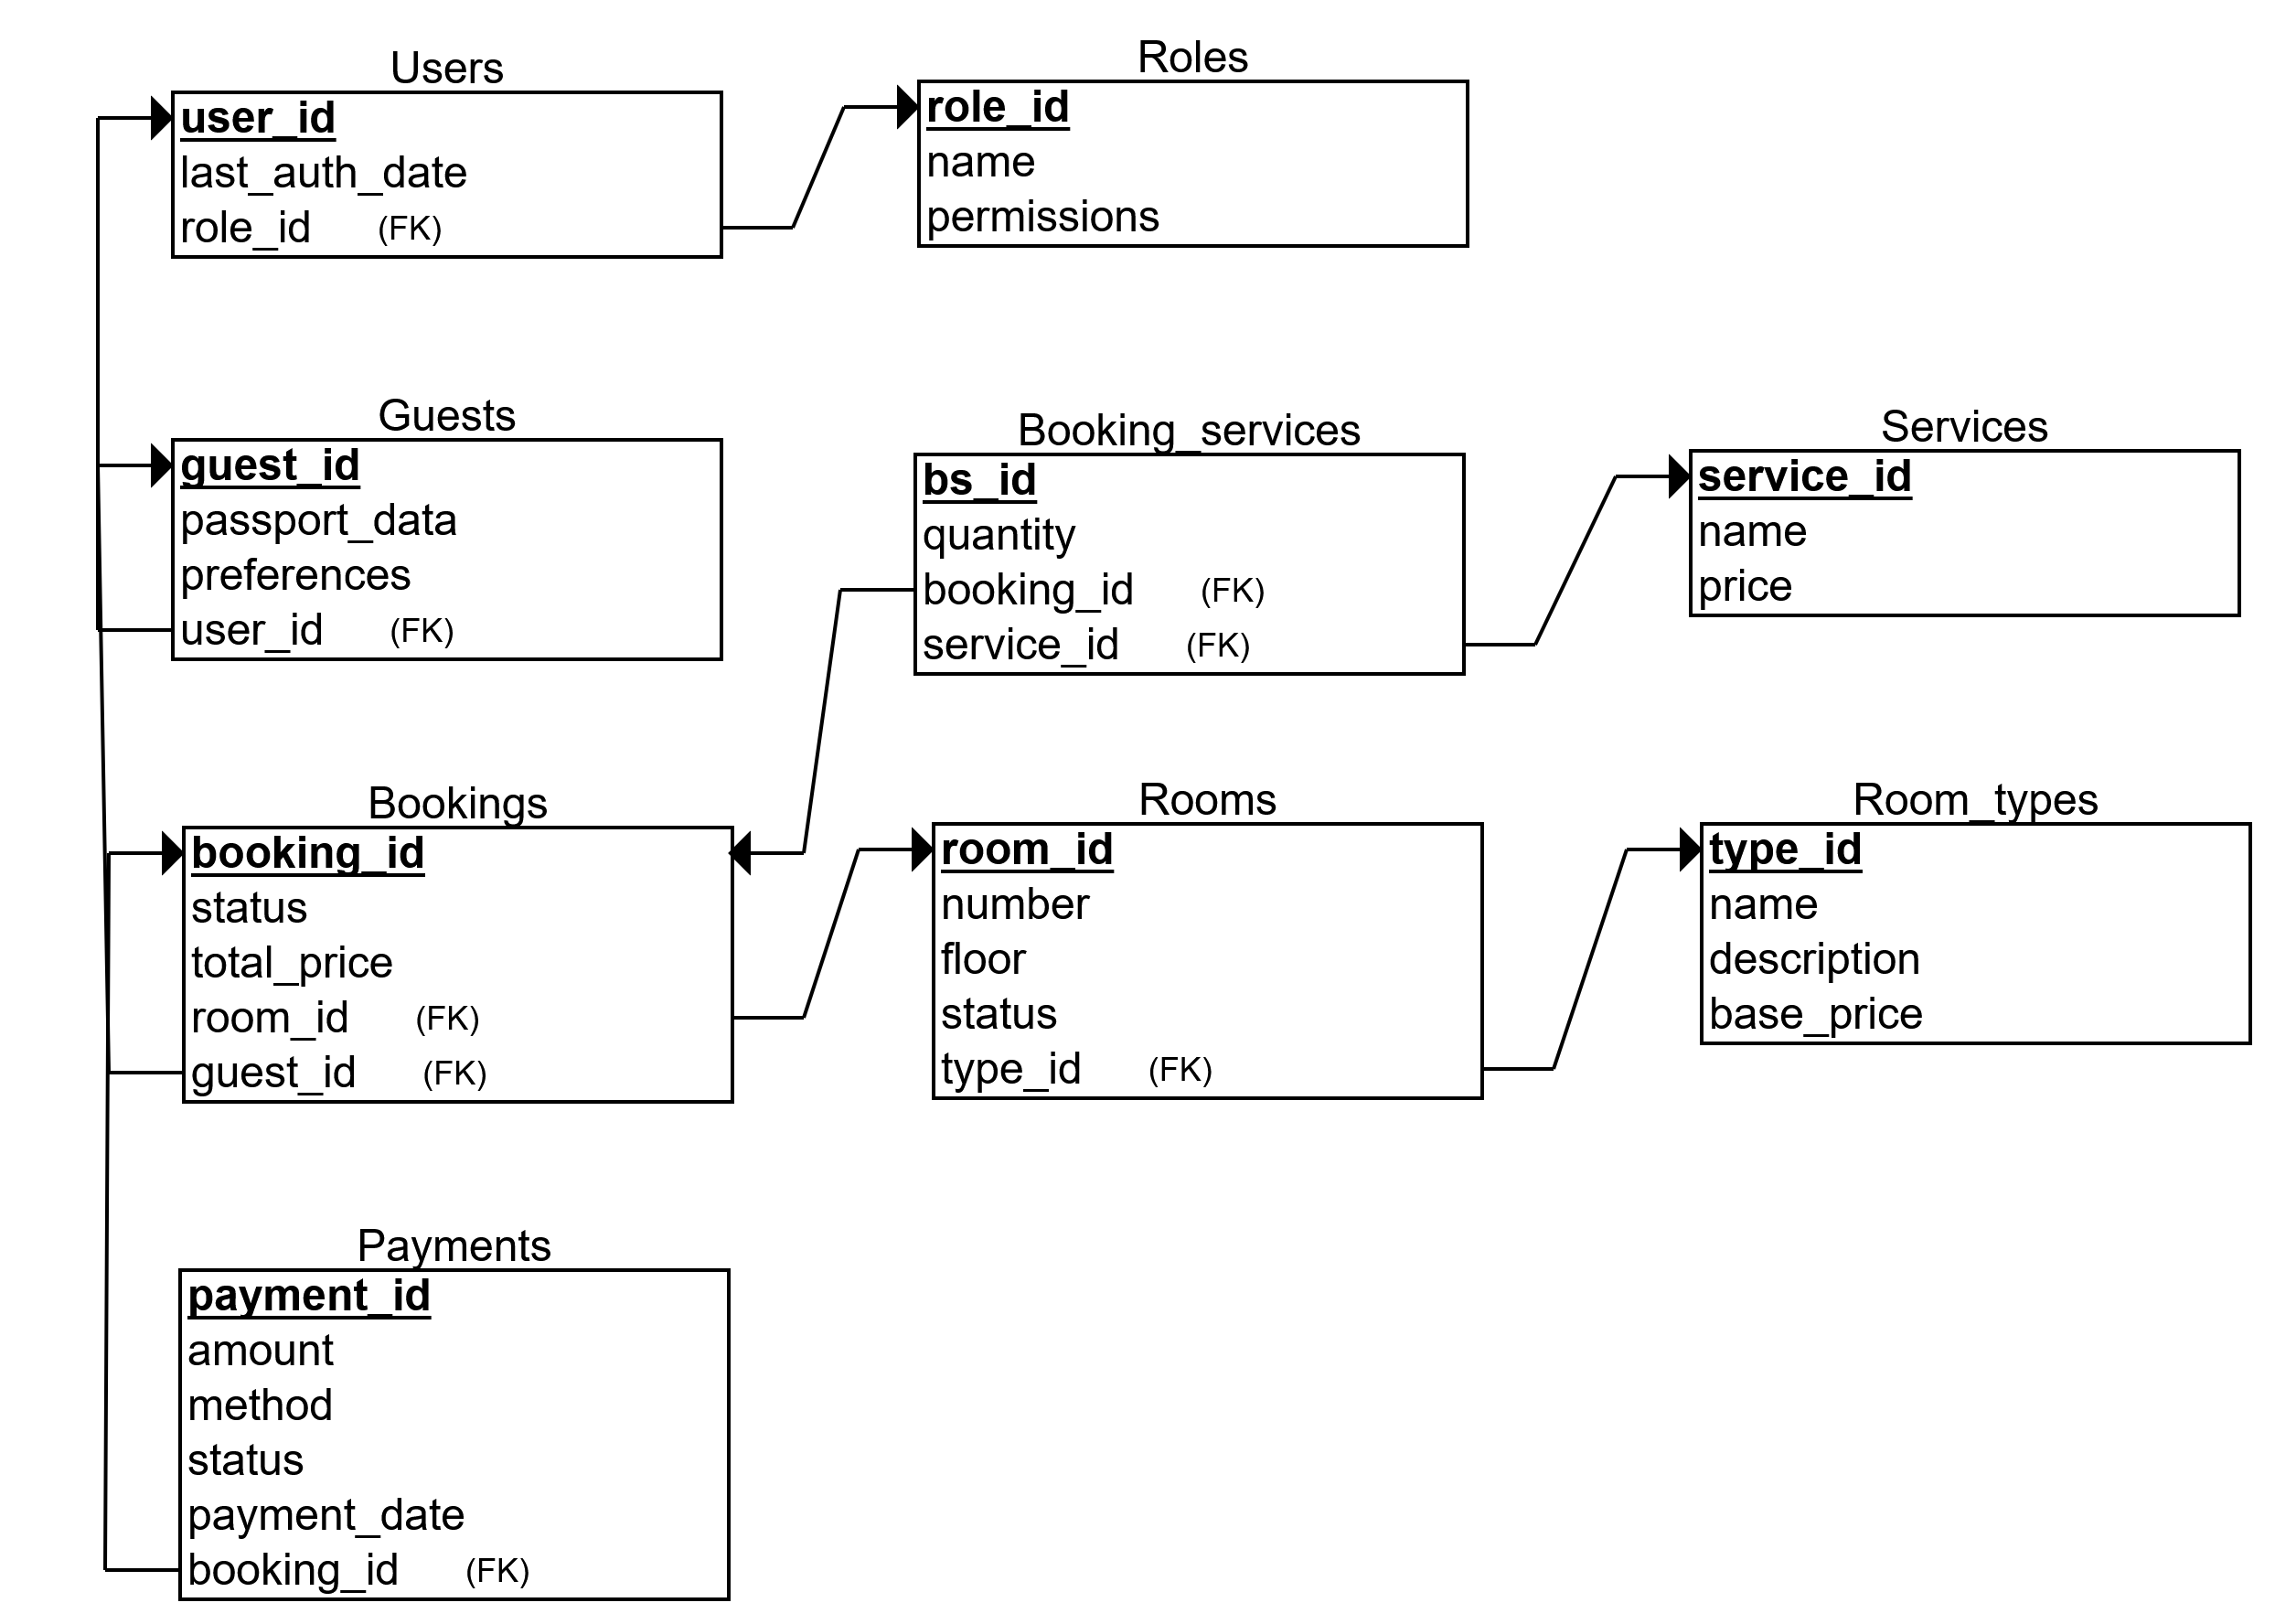 Users
user_id
last_auth_date
role_id (FK)
Roles
role_id
name
permissions
Guests
guest_id
passport_data
preferences
user_id (FK)
Booking_services
bs_id
quantity
booking_id (FK)
service_id (FK)
Services
service_id
name
price
Bookings
booking_id
status
total_price
room_id (FK)
guest_id (FK)
Rooms
room_id
number
floor
status
type_id (FK)
Room_types
type_id
name
description
base_price
Payments
payment_id
amount
method
status
payment_date
booking_id (FK)